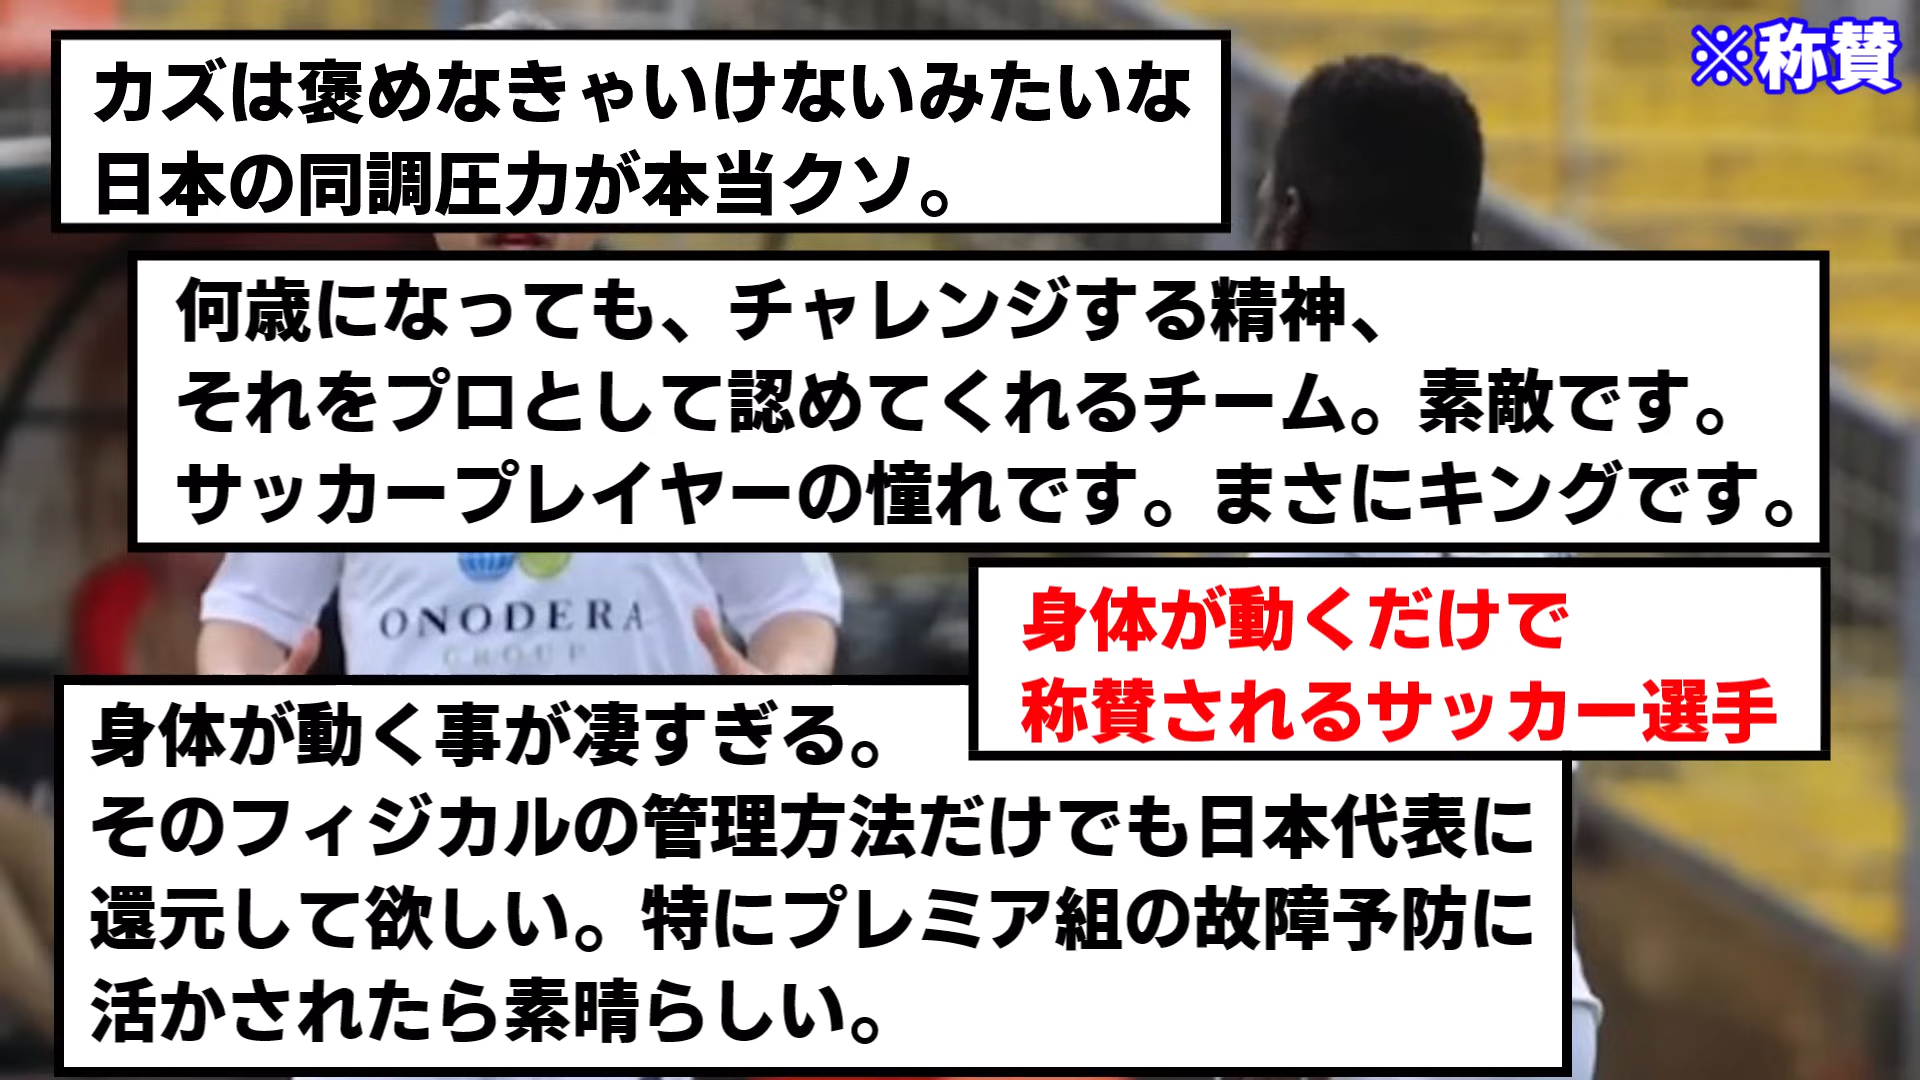 ※称賛
カズは褒めなきゃいけないみたいな
日本の同調圧力が本当クソ。
何歳になっても、チャレンジする精神、
それをプロとして認めてくれるチーム。素敵です。
サッカープレイヤーの憧れです。まさにキングです。
ONODERA
GROUP
身体が動くだけで
称賛されるサッカー選手
身体が動く事が凄すぎる。
そのフィジカルの管理方法だけでも日本代表に
還元して欲しい。特にプレミア組の故障予防に
活かされたら素晴らしい。